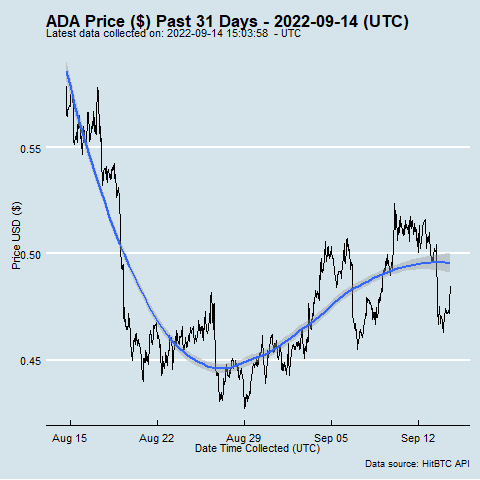 ADA Price ($) Past 31 Days - 2022-09-14 (UTC)
Latest data collected on: 2022-09-14 15:03:58 - UTC
0.55
0.50
0.45
Price USD ($)
Aug 15
Aug 22
Aug 29
Sep 05
Sep 12
Date Time Collected (UTC)
Data source: HitBTC API